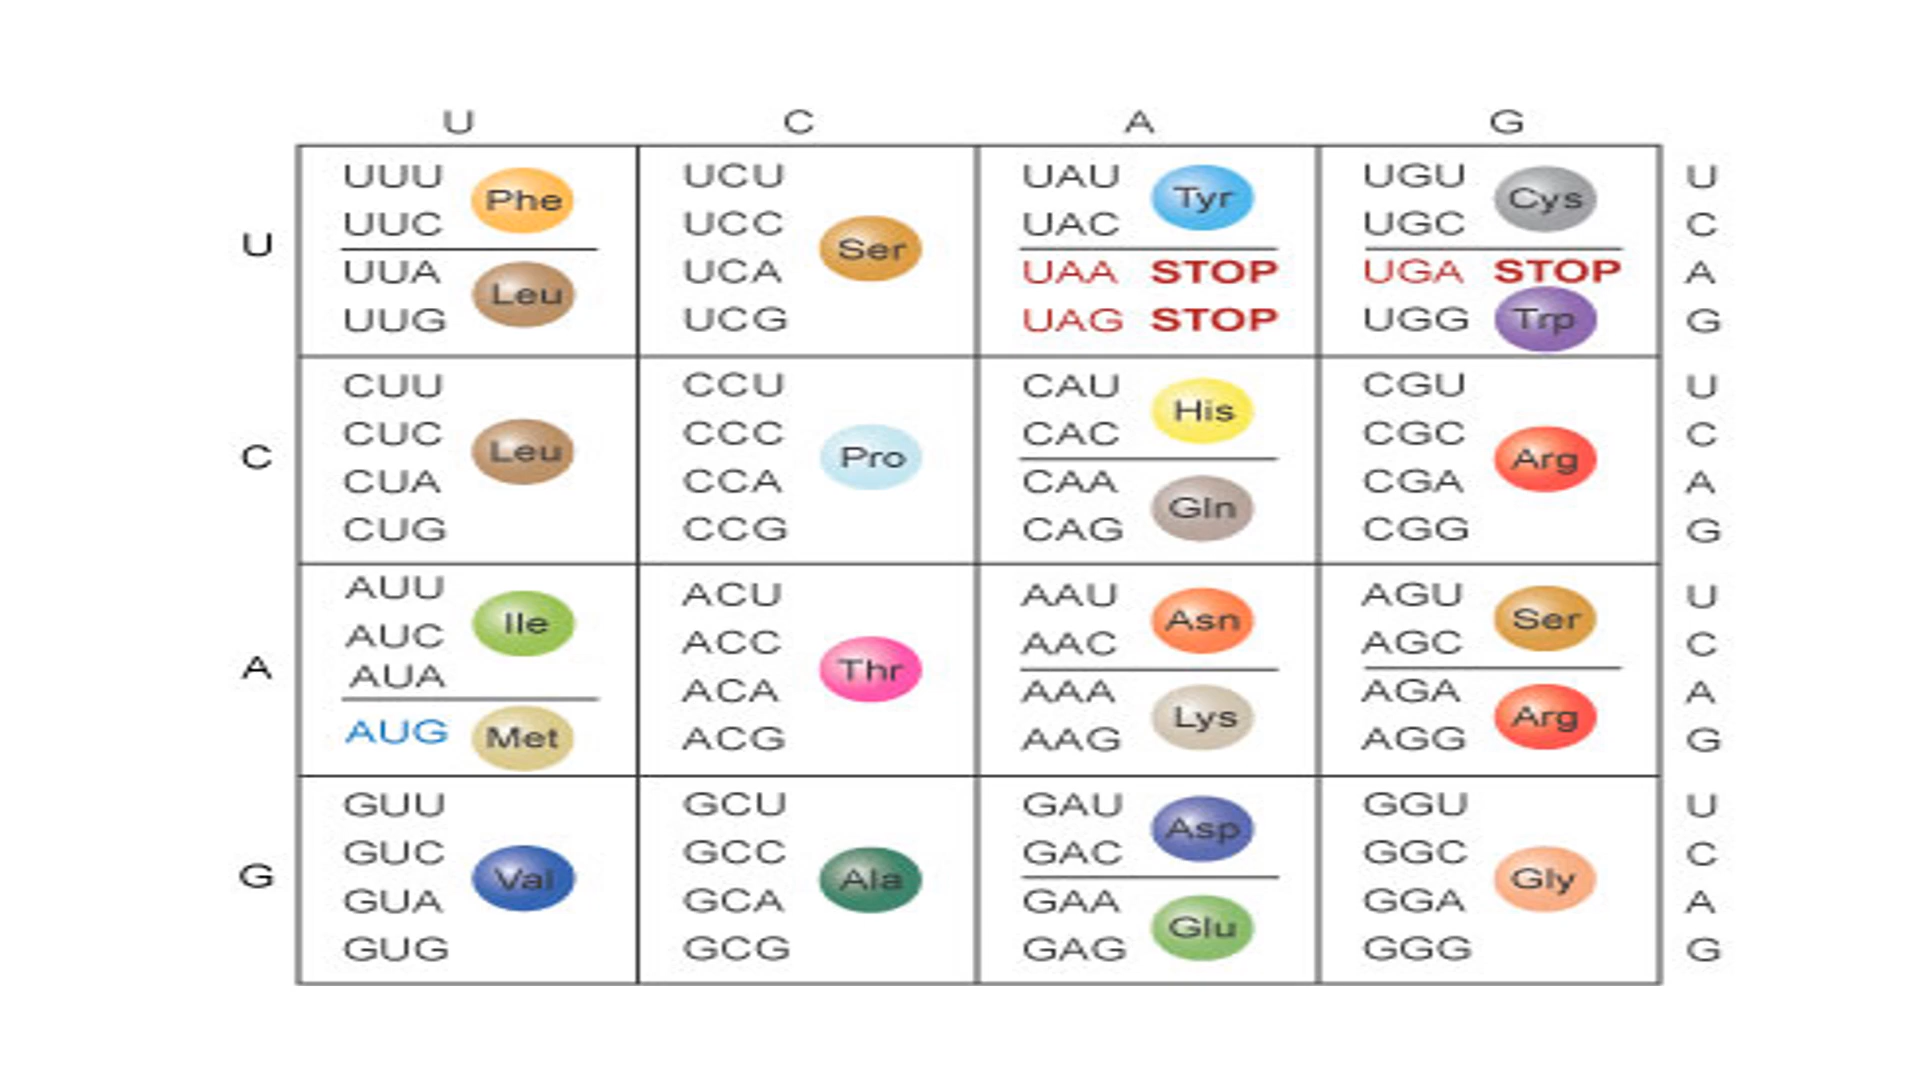 U C A G
U
UUU Phe
UUC
UUA Leu
UUG
UCU
UCC
UCA
UCG
Ser
UAU Tyr
UAC
UAA STOP
UAG STOP
UGU Cys
UGC
UGA STOP
UGG Trp
U
C
A
G
C
CUU
CUC
CUA
CUG
Leu
CCU
CCC
CCA
CCG
Pro
CAU His
CAC
CAA Gln
CAG
CGU
CGC
CGA
CGG
Arg
U
C
A
G
A
AUU Ile
AUC
AUA
AUG Met
ACU
ACC
ACA
ACG
Thr
AAU Asn
AAC
AAA Lys
AAG
AGU Ser
AGC
AGA Arg
AGG
U
C
A
G
G
GUU
GUC
GUA
GUG
Val
GCU
GCC
GCA
GCG
Ala
GAU Asp
GAC
GAA Glu
GAG
GGU
GGC
GGA
GGG
Gly
U
C
A
G